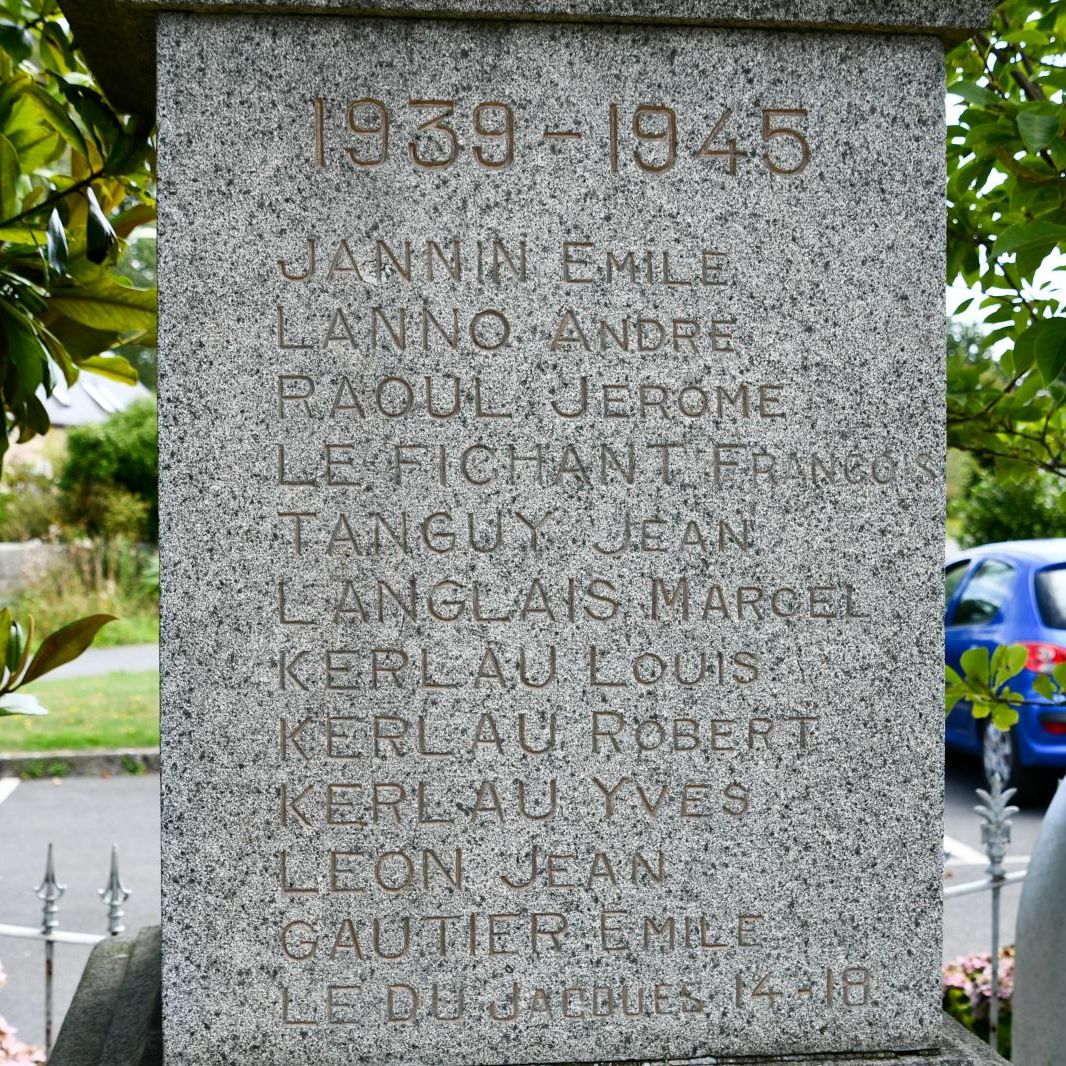 1939-1945
JANNIN EMILE
LANNO ANDRE
RAOUL JEROME
LE FICHANT FRANÇOIS
TANGUY JEAN
LANGLAIS MARCEL
KERLAU LOUIS
KERLAU ROBERT
KERLAU YVES
LEON JEAN
GAUTIER EMILE
LE DU JACQUES 14-18